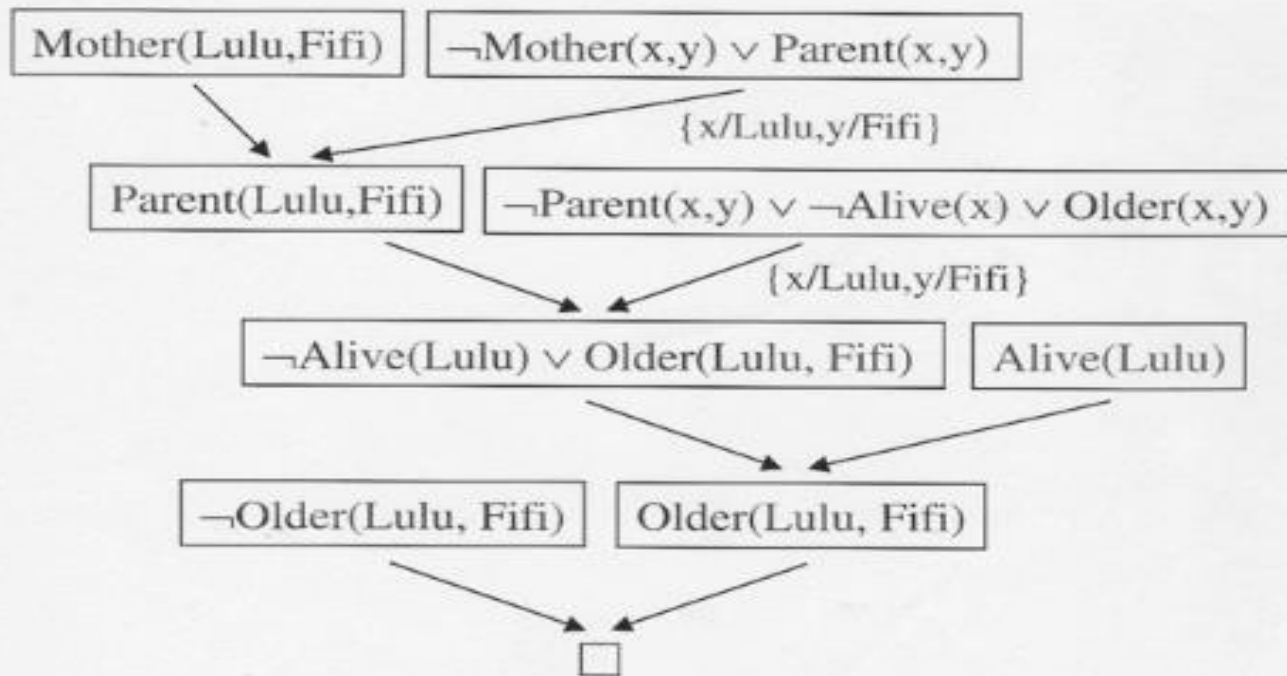 Mother(Lulu,Fifi) ¬Mother(x,y) ∨ Parent(x,y)
{x/Lulu,y/Fifi}
Parent(Lulu,Fifi) ¬Parent(x,y) ∨ ¬Alive(x) ∨ Older(x,y)
{x/Lulu,y/Fifi}
¬Alive(Lulu) ∨ Older(Lulu, Fifi) Alive(Lulu)
¬Older(Lulu, Fifi) Older(Lulu, Fifi)